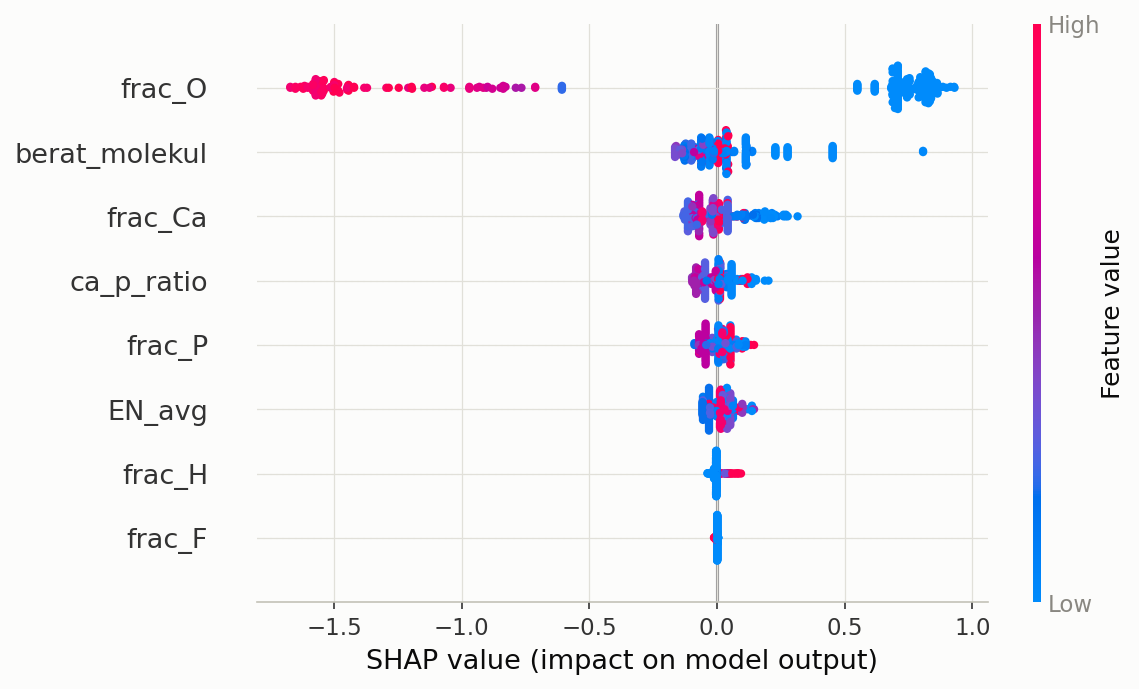 High
frac_O
berat_molekul
frac_Ca
ca_p_ratio
frac_P
EN_avg
frac_H
frac_F
Low
Feature value
−1.5 −1.0 −0.5 0.0 0.5 1.0
SHAP value (impact on model output)